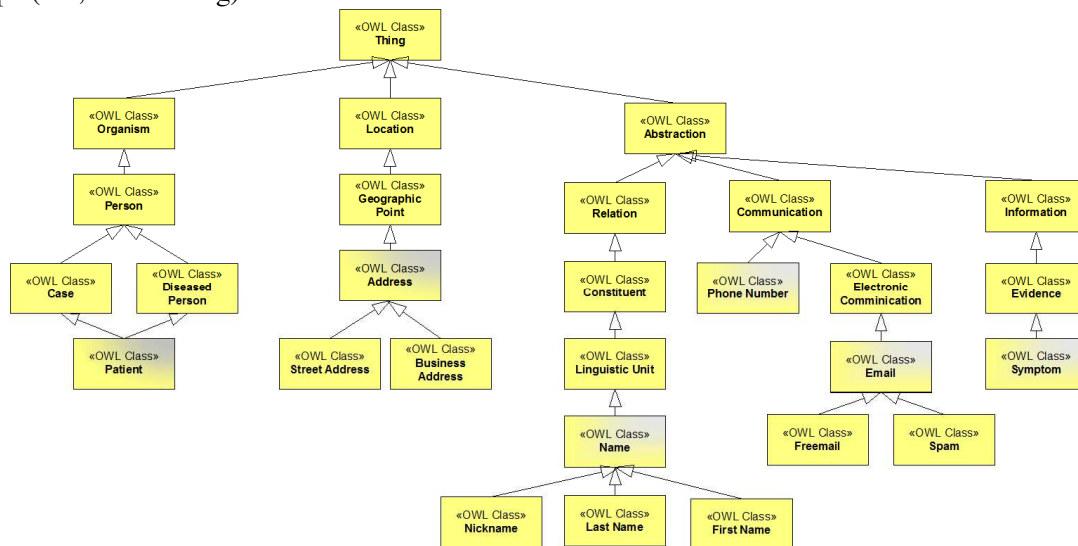 «OWL Class»
Thing
«OWL Class»
Organism
«OWL Class»
Location
«OWL Class»
Abstraction
«OWL Class»
Person
«OWL Class»
Geographic
Point
«OWL Class»
Relation
«OWL Class»
Communication
«OWL Class»
Information
«OWL Class»
Case
«OWL Class»
Diseased
Person
«OWL Class»
Address
«OWL Class»
Constituent
«OWL Class»
Phone Number
«OWL Class»
Electronic
Comminication
«OWL Class»
Evidence
«OWL Class»
Patient
«OWL Class»
Street Address
«OWL Class»
Business
Address
«OWL Class»
Linguistic Unit
«OWL Class»
Email
«OWL Class»
Symptom
«OWL Class»
Name
«OWL Class»
Freemail
«OWL Class»
Spam
«OWL Class»
Nickname
«OWL Class»
Last Name
«OWL Class»
First Name